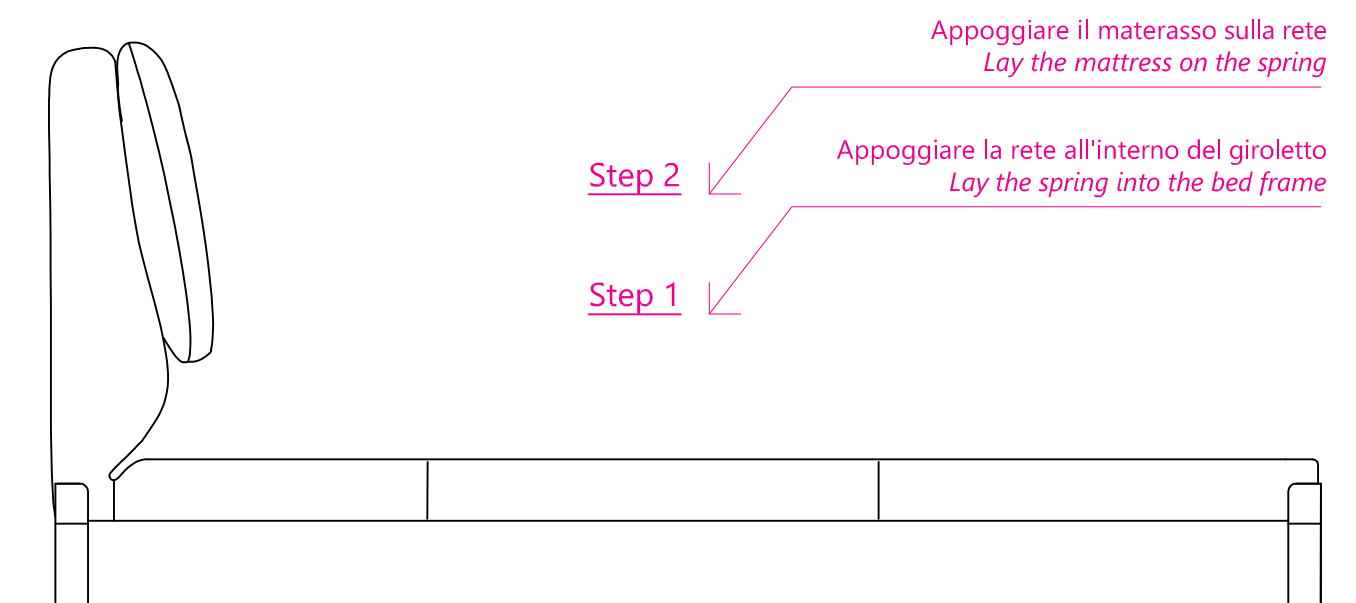 Appoggiare il materasso sulla rete
Lay the mattress on the spring
Step 2
Appoggiare la rete all'interno del giroletto
Lay the spring into the bed frame
Step 1